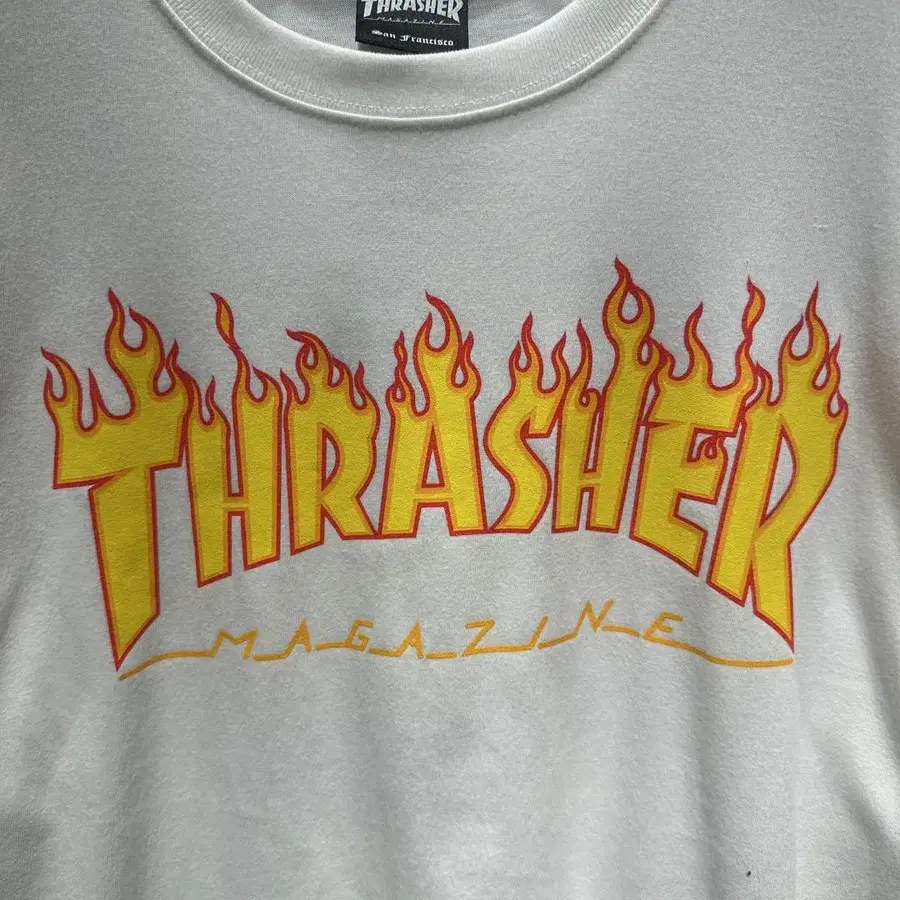 THRASHER
MAGAZINE
San Francisco
THRASHER
MAGAZINE